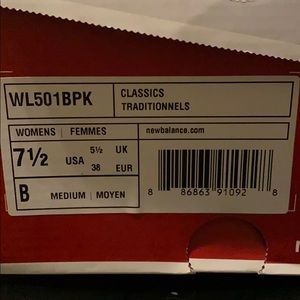 WL501BPK
CLASSICS
TRADITIONNELS
WOMENS | FEMMES
newbalance.com
7½ USA 5½ UK
38 EUR
B MEDIUM | MOYEN
8 86863 91092 8